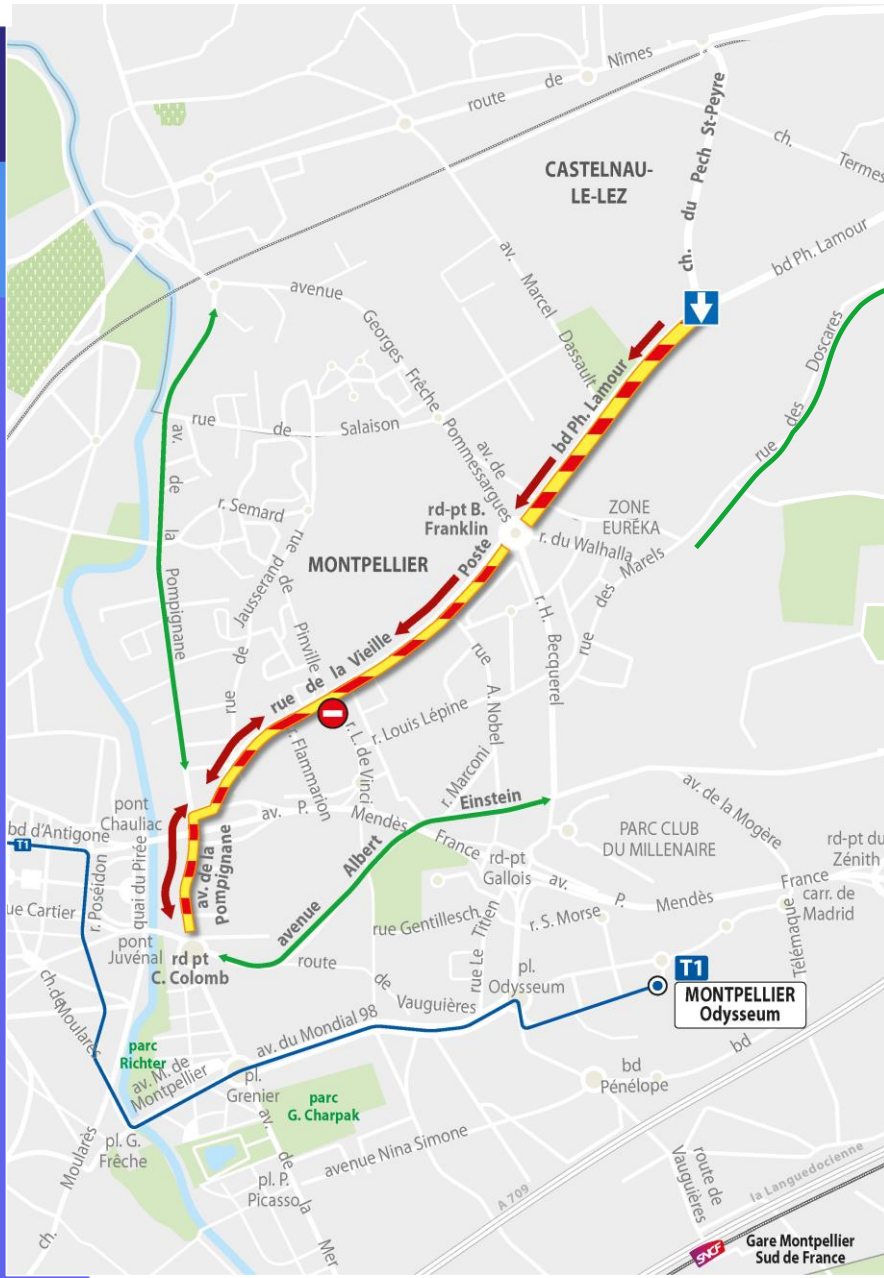 route de Nîmes
CASTELNAU-
LE-LEZ
ch. du Pech St-Peyre
ch. Termes
bd Ph. Lamour
avenue Georges Frêche
av. Marcel Dassault
bd Ph. Lamour
rue des Doscares
rue de Salaison
av. de Pommessargues
av. de la Pompignane
r. Semard
rd-pt B.
Franklin
ZONE
EURÊKA
r. du Walhalla
rue des Marels
MONTPELLIER
rue de Jausserand
rue de Pinville
rue de la Vieille Poste
r. H. Becquerel
rue A. Nobel
r. Louis Lépine
r. Flammarion
r. L. de Vinci
r. Marconi
pont
Chauliac
bd d'Antigone
T1
av. P. Mendès France
avenue Albert Einstein
av. de la Mogère
PARC CLUB
DU MILLENAIRE
rd-pt du
Zénith
quai du Pirée
r. Poséidon
av. de la
Pompignane
rd-pt
Gallois
av. P. Mendès France
carr. de
Madrid
ue Cartier
rue Gentillesch.
rue Le Titien
r. S. Morse
Télémaque
pont
Juvénal
rd pt
C. Colomb
route de Vauguières
pl.
Odysseum
T1
MONTPELLIER
Odysseum
ch. de Moularès
av. du Mondial 98
parc
Richter
av. M. de
Montpellier
pl.
Grenier
parc
G. Charpak
bd
Pénélope
bd
pl. G.
Frêche
ch. Moularès
pl. P.
Picasso
av. de la Mer
avenue Nina Simone
A 709
route de
Vauguières
la Languedocienne
SNCF
Gare Montpellier
Sud de France